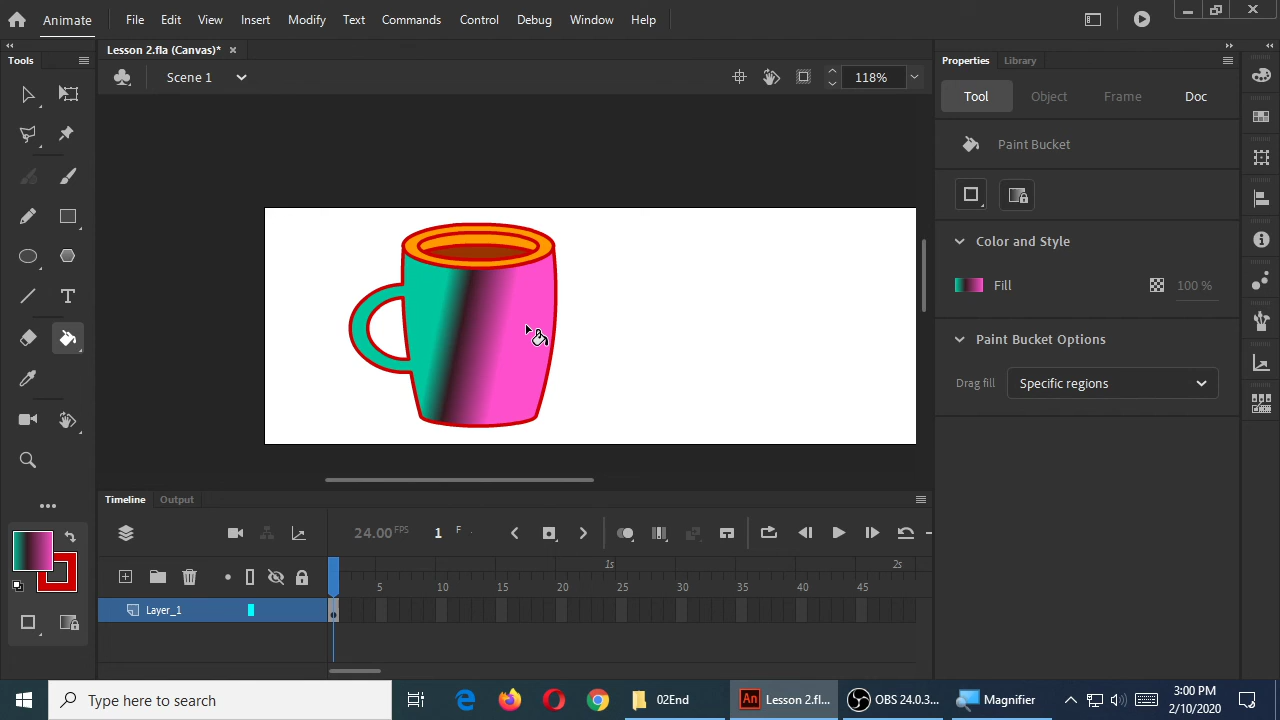 Animate File Edit View Insert Modify Text Commands Control Debug Window Help
Lesson 2.fla (Canvas)*
Tools
Scene 1
118%
Properties Library
Tool Object Frame Doc
Paint Bucket
Color and Style
Fill 100 %
Paint Bucket Options
Drag fill Specific regions
Timeline Output
24.00 FPS 1 F
1s 2s
5 10 15 20 25 30 35 40 45
Layer_1
Type here to search
02End
An Lesson 2.fl...
OBS 24.0.3...
Magnifier
3:00 PM
2/10/2020